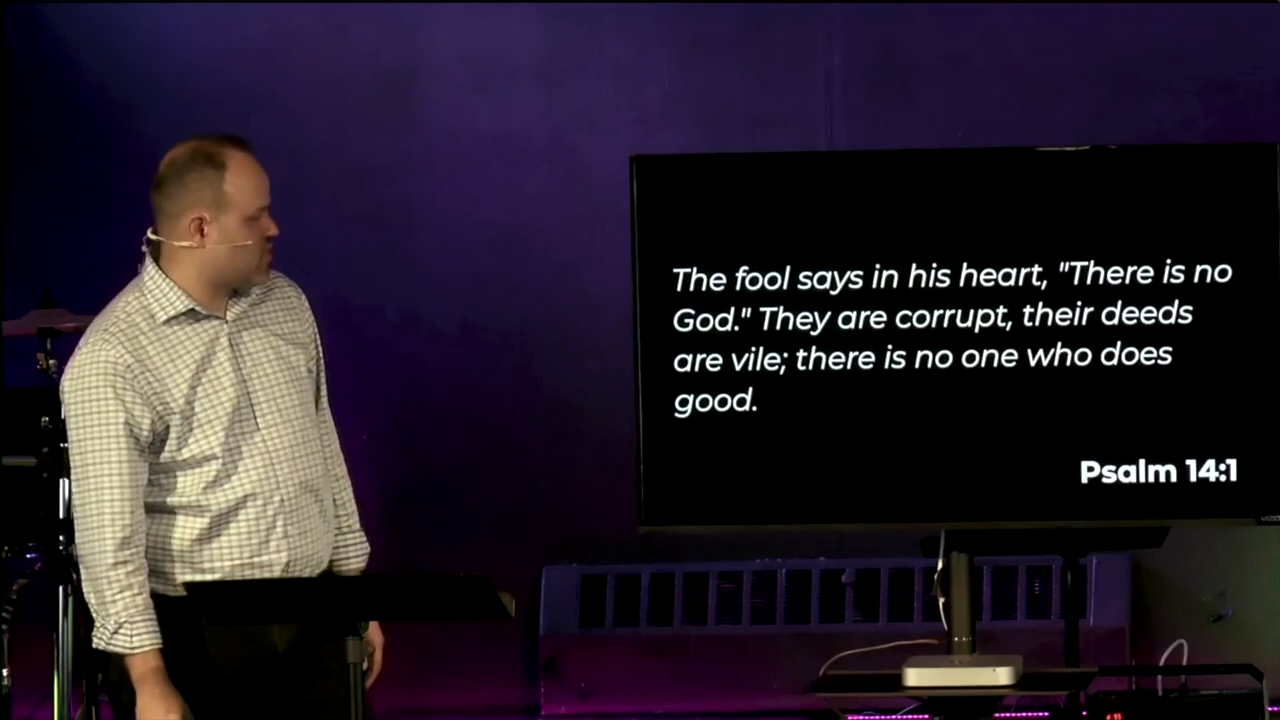 The fool says in his heart, "There is no
God." They are corrupt, their deeds
are vile; there is no one who does
good.
Psalm 14:1